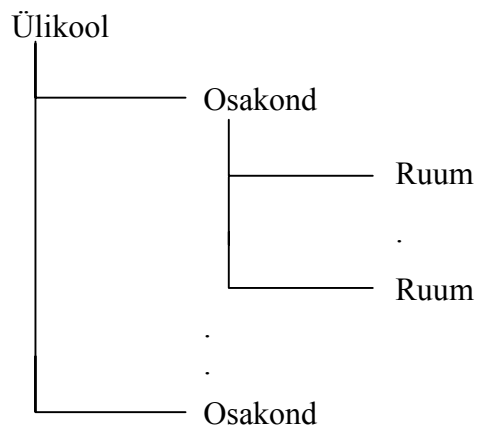 Ülikool
Osakond
Ruum
.
Ruum
.
.
Osakond